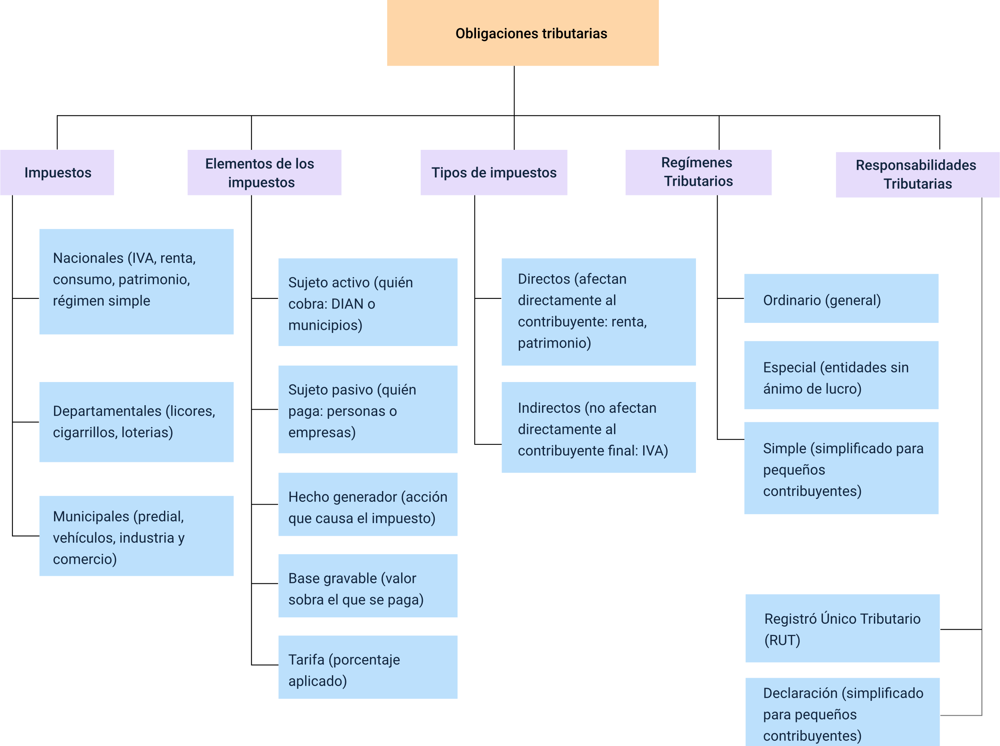 Obligaciones tributarias
Impuestos
Nacionales (IVA, renta,
consumo, patrimonio,
régimen simple
Departamentales (licores,
cigarrillos, loterias)
Municipales (predial,
vehículos, industria y
comercio)
Elementos de los
impuestos
Sujeto activo (quién
cobra: DIAN o
municipios)
Sujeto pasivo (quién
paga: personas o
empresas)
Hecho generador (acción
que causa el impuesto)
Base gravable (valor
sobra el que se paga)
Tarifa (porcentaje
aplicado)
Tipos de impuestos
Directos (afectan
directamente al
contribuyente: renta,
patrimonio)
Indirectos (no afectan
directamente al
contribuyente final: IVA)
Regímenes
Tributarios
Ordinario (general)
Especial (entidades sin
ánimo de lucro)
Simple (simplificado para
pequeños
contribuyentes)
Responsabilidades
Tributarias
Registró Único Tributario
(RUT)
Declaración (simplificado
para pequeños
contribuyentes)